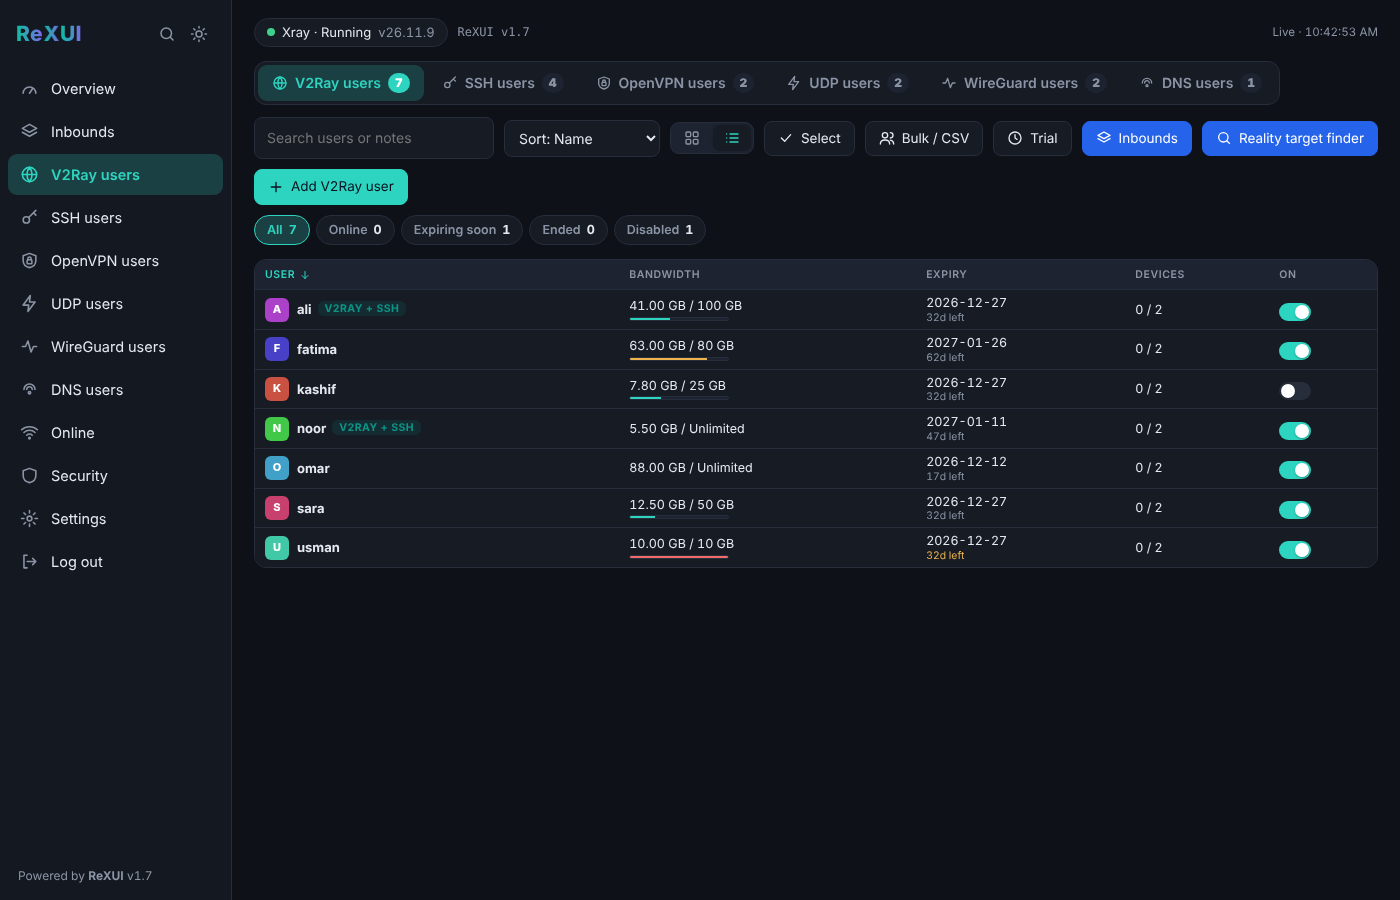 ReXUI
Xray · Running v26.11.9 ReXUI v1.7 Live · 10:42:53 AM
Overview
Inbounds
V2Ray users
SSH users
OpenVPN users
UDP users
WireGuard users
DNS users
Online
Security
Settings
Log out
Powered by ReXUI v1.7
V2Ray users 7 SSH users 4 OpenVPN users 2 UDP users 2 WireGuard users 2 DNS users 1
Search users or notes Sort: Name Select Bulk / CSV Trial Inbounds Reality target finder
Add V2Ray user
All 7 Online 0 Expiring soon 1 Ended 0 Disabled 1
USER ↓ BANDWIDTH EXPIRY DEVICES ON
A ali V2RAY + SSH 41.00 GB / 100 GB 2026-12-27 0 / 2
32d left
F fatima 63.00 GB / 80 GB 2027-01-26 0 / 2
62d left
K kashif 7.80 GB / 25 GB 2026-12-27 0 / 2
32d left
N noor V2RAY + SSH 5.50 GB / Unlimited 2027-01-11 0 / 2
47d left
O omar 88.00 GB / Unlimited 2026-12-12 0 / 2
17d left
S sara 12.50 GB / 50 GB 2026-12-27 0 / 2
32d left
U usman 10.00 GB / 10 GB 2026-12-27 0 / 2
32d left